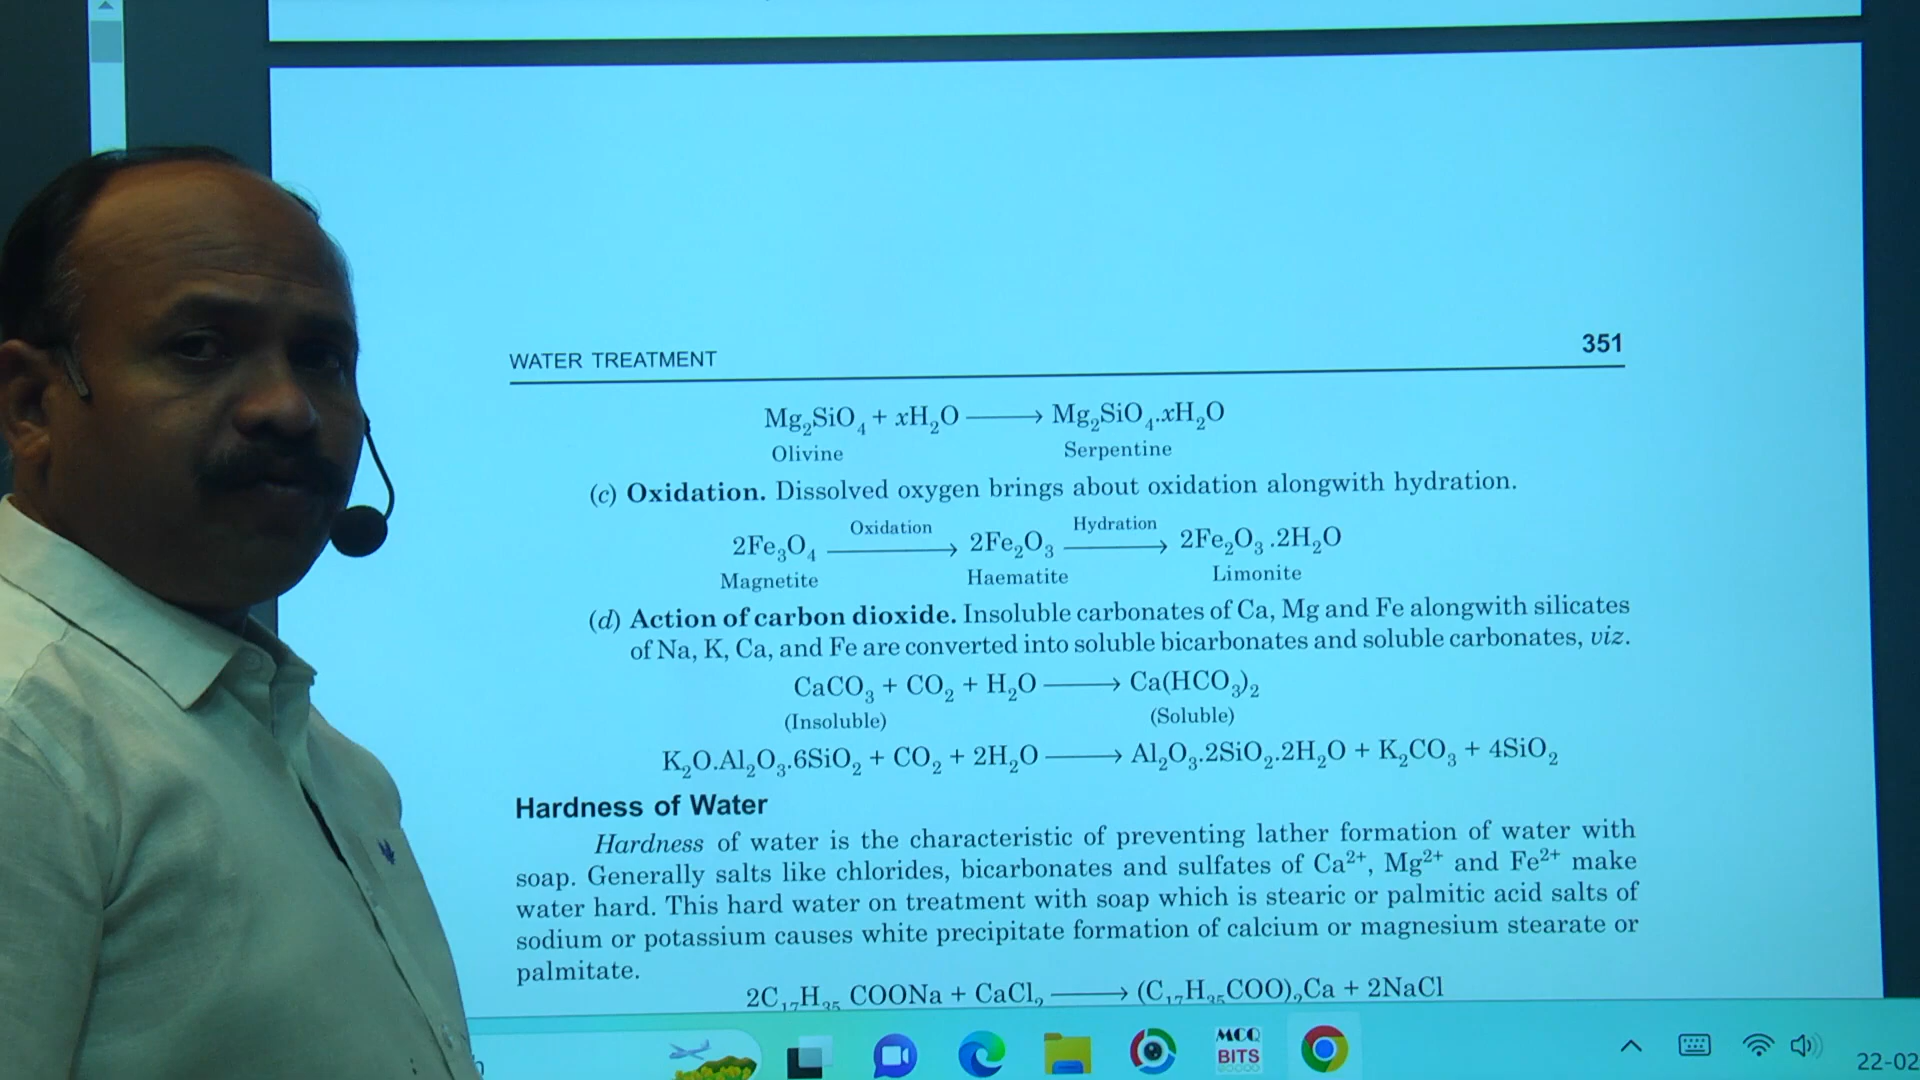 WATER TREATMENT 351
Mg₂SiO₄ + xH₂O ⟶ Mg₂SiO₄.xH₂O
Olivine Serpentine
(c) Oxidation. Dissolved oxygen brings about oxidation alongwith hydration.
Oxidation Hydration
2Fe₃O₄ ⟶ 2Fe₂O₃ ⟶ 2Fe₂O₃.2H₂O
Magnetite Haematite Limonite
(d) Action of carbon dioxide. Insoluble carbonates of Ca, Mg and Fe alongwith silicates
of Na, K, Ca, and Fe are converted into soluble bicarbonates and soluble carbonates, viz.
CaCO₃ + CO₂ + H₂O ⟶ Ca(HCO₃)₂
(Insoluble) (Soluble)
K₂O.Al₂O₃.6SiO₂ + CO₂ + 2H₂O ⟶ Al₂O₃.2SiO₂.2H₂O + K₂CO₃ + 4SiO₂
Hardness of Water
Hardness of water is the characteristic of preventing lather formation of water with
soap. Generally salts like chlorides, bicarbonates and sulfates of Ca²⁺, Mg²⁺ and Fe²⁺ make
water hard. This hard water on treatment with soap which is stearic or palmitic acid salts of
sodium or potassium causes white precipitate formation of calcium or magnesium stearate or
palmitate.
2C₁₇H₃₅ COONa + CaCl₂ ⟶ (C₁₇H₃₅COO)₂Ca + 2NaCl
MCQ
BITS
22-02